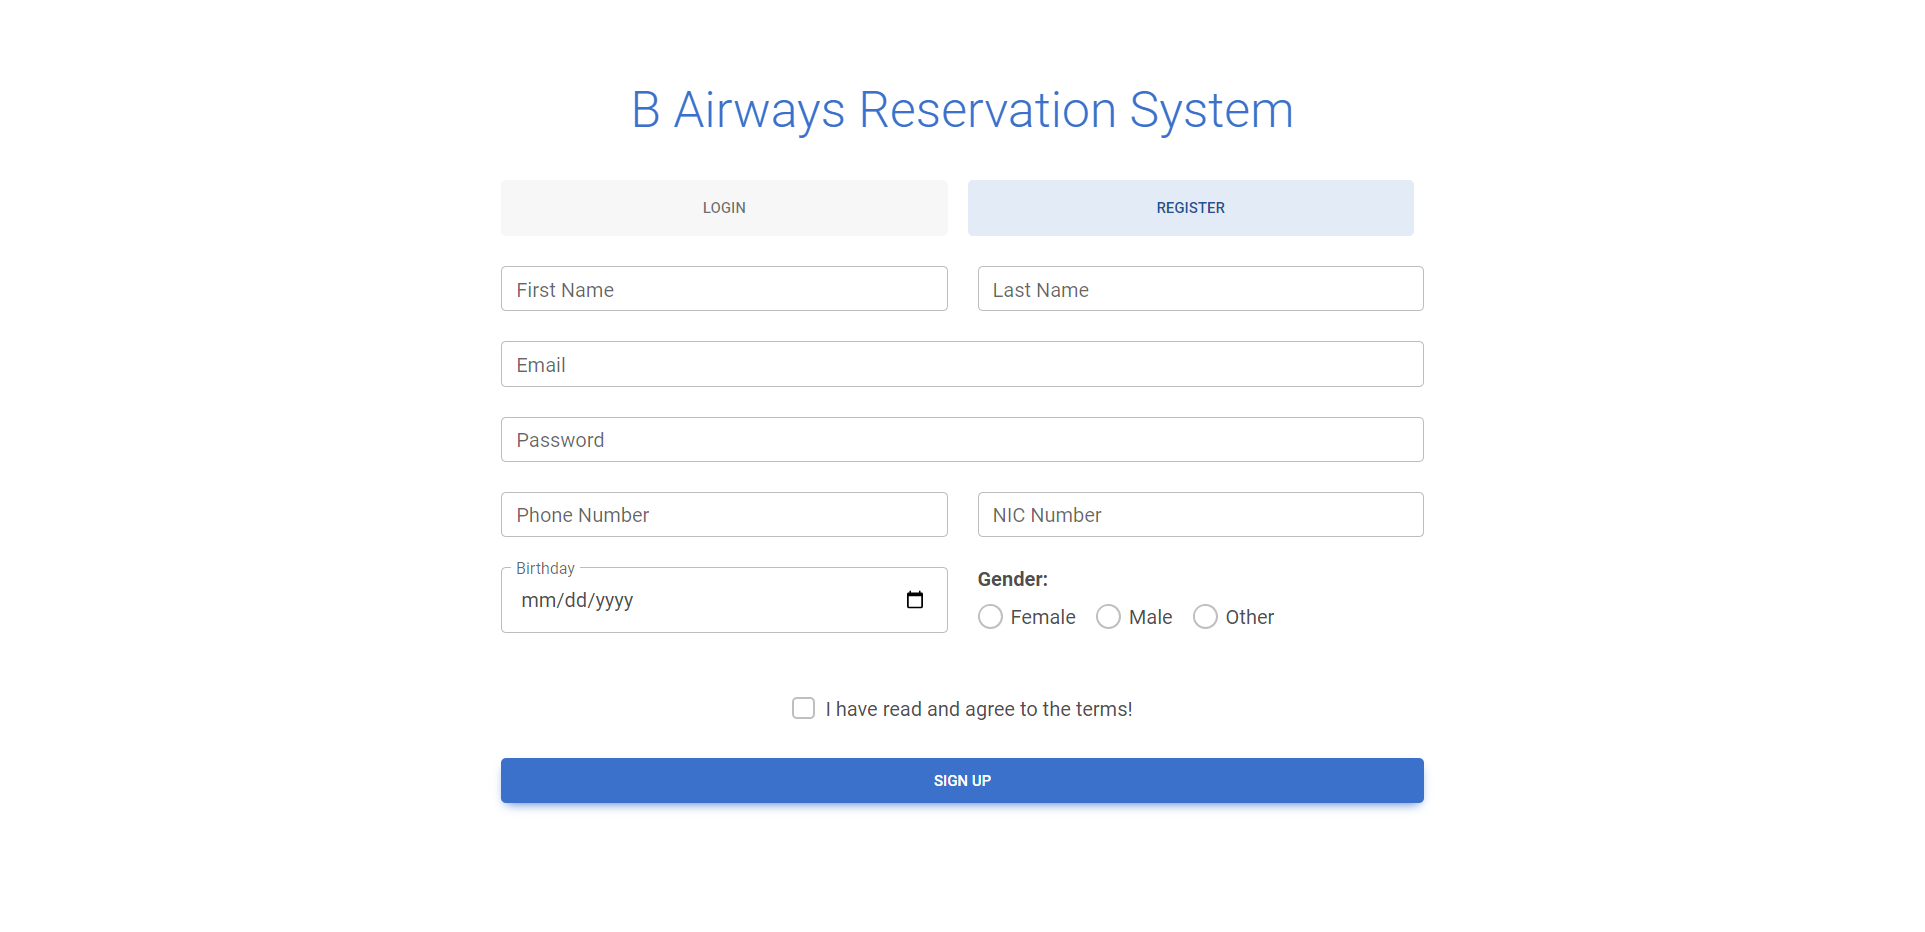 B Airways Reservation System
LOGIN REGISTER
First Name Last Name
Email
Password
Phone Number NIC Number
Birthday
mm/dd/yyyy
Gender:
Female Male Other
I have read and agree to the terms!
SIGN UP